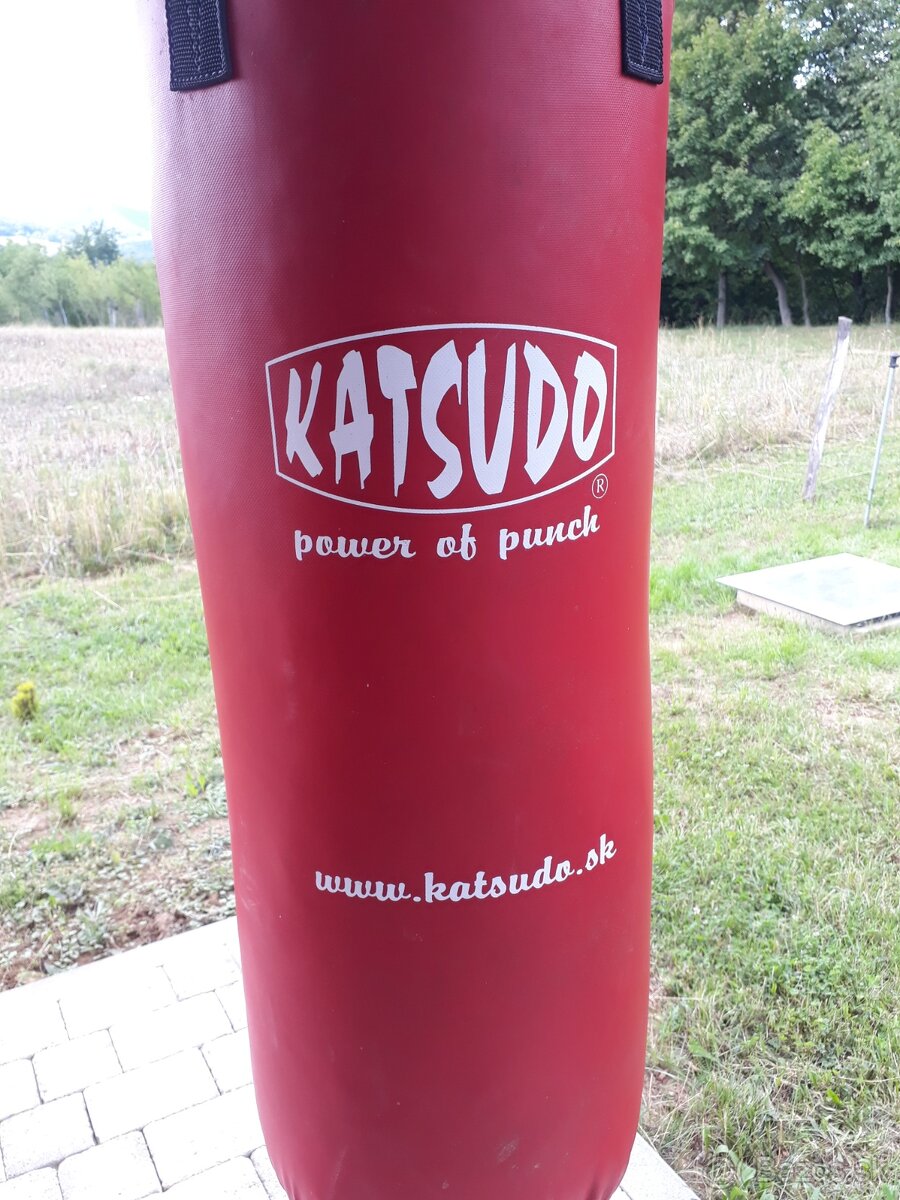 KATSUDO
®
power of punch
www.katsudo.sk